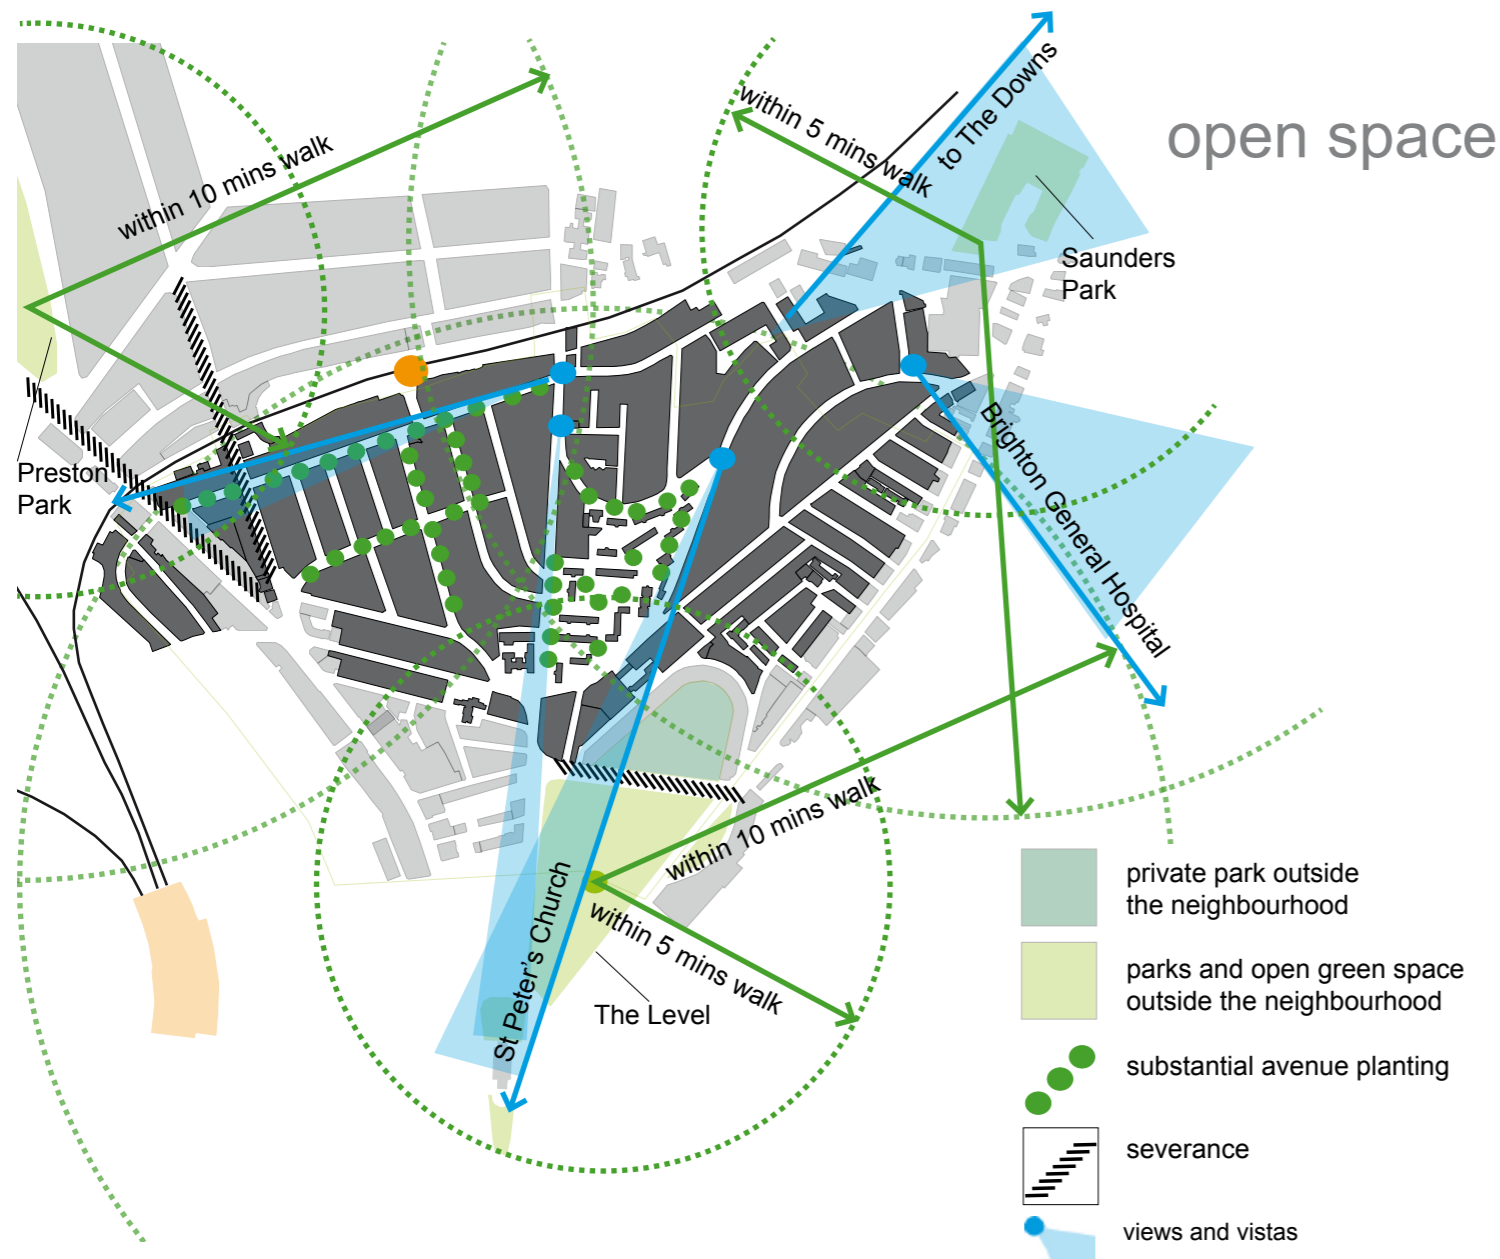 open space
within 10 mins walk
within 5 mins walk
to The Downs
Saunders
Park
Preston
Park
Brighton General Hospital
within 10 mins walk
within 5 mins walk
St Peter's Church
The Level
private park outside
the neighbourhood
parks and open green space
outside the neighbourhood
substantial avenue planting
severance
views and vistas